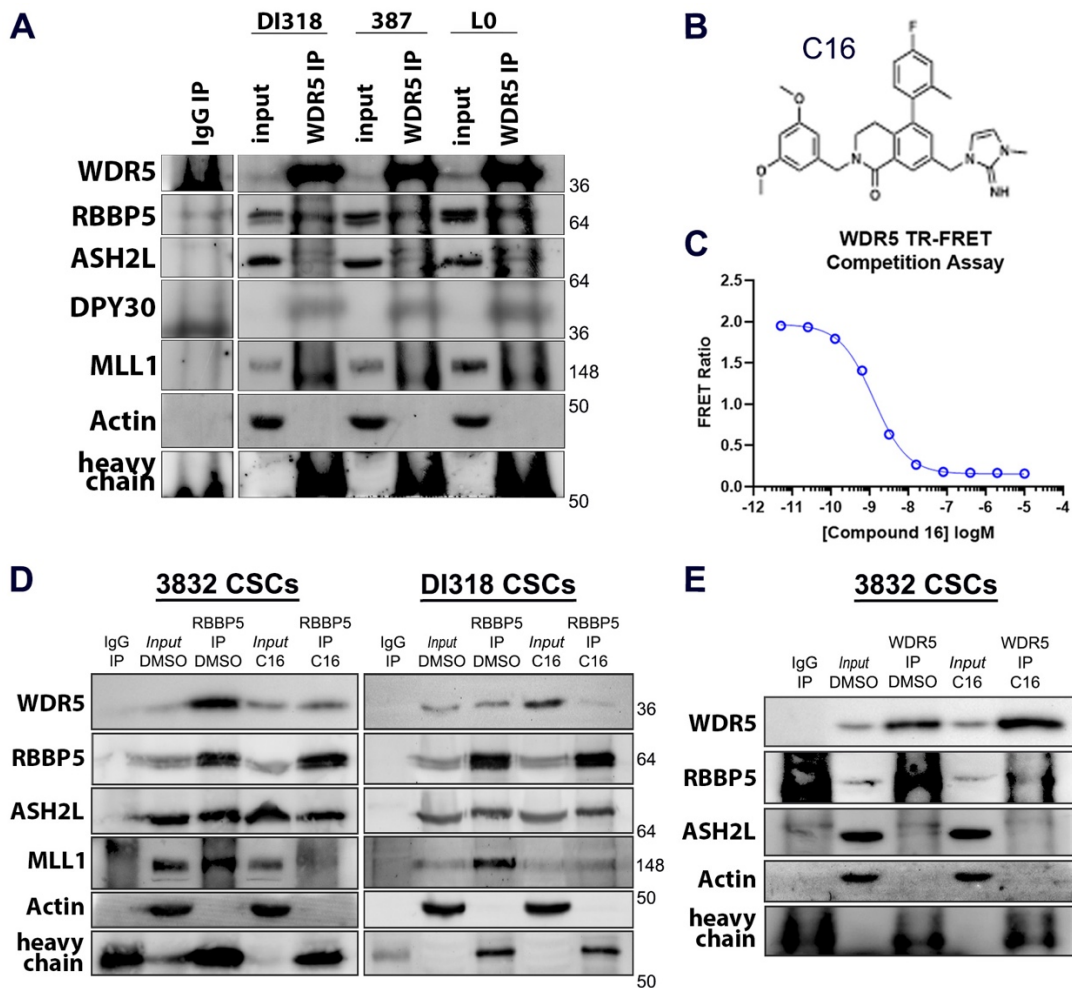 A
DI318 387 L0
IgG IP input WDR5 IP input WDR5 IP input WDR5 IP
WDR5
36
RBBP5
64
ASH2L
64
DPY30
36
MLL1
148
50
Actin
heavy
chain
50
B
C16
F
O
O
N
O
N
N
NH
C
WDR5 TR-FRET
Competition Assay
FRET Ratio
2.5
2.0
1.5
1.0
0.5
0.0
-12 -11 -10 -9 -8 -7 -6 -5 -4
[Compound 16] logM
D
3832 CSCs DI318 CSCs
RBBP5 RBBP5 RBBP5 RBBP5
IgG Input IP Input IP IgG Input IP Input IP
IP DMSO DMSO C16 C16 IP DMSO DMSO C16 C16
WDR5
36
RBBP5
64
ASH2L
64
MLL1
148
50
Actin
heavy
chain
50
E
3832 CSCs
WDR5 WDR5
IgG Input IP Input IP
IP DMSO DMSO C16 C16
WDR5
RBBP5
ASH2L
Actin
heavy
chain